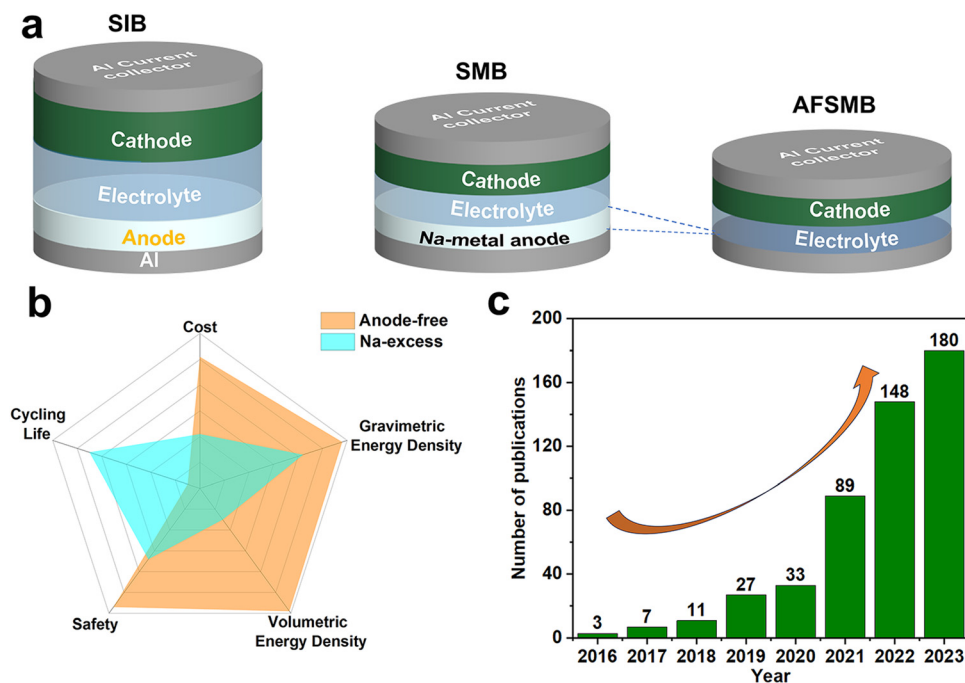 a
SIB
Al Current
collector
Cathode
Electrolyte
Anode
Al
SMB
Al Current
collector
Cathode
Electrolyte
Na-metal anode
AFSMB
Al Current
collector
Cathode
Electrolyte
b
Anode-free
Na-excess
Cost
Gravimetric
Energy Density
Volumetric
Energy Density
Safety
Cycling
Life
c
Number of publications
200
160
120
80
40
0
3
7
11
27
33
89
148
180
2016 2017 2018 2019 2020 2021 2022 2023
Year